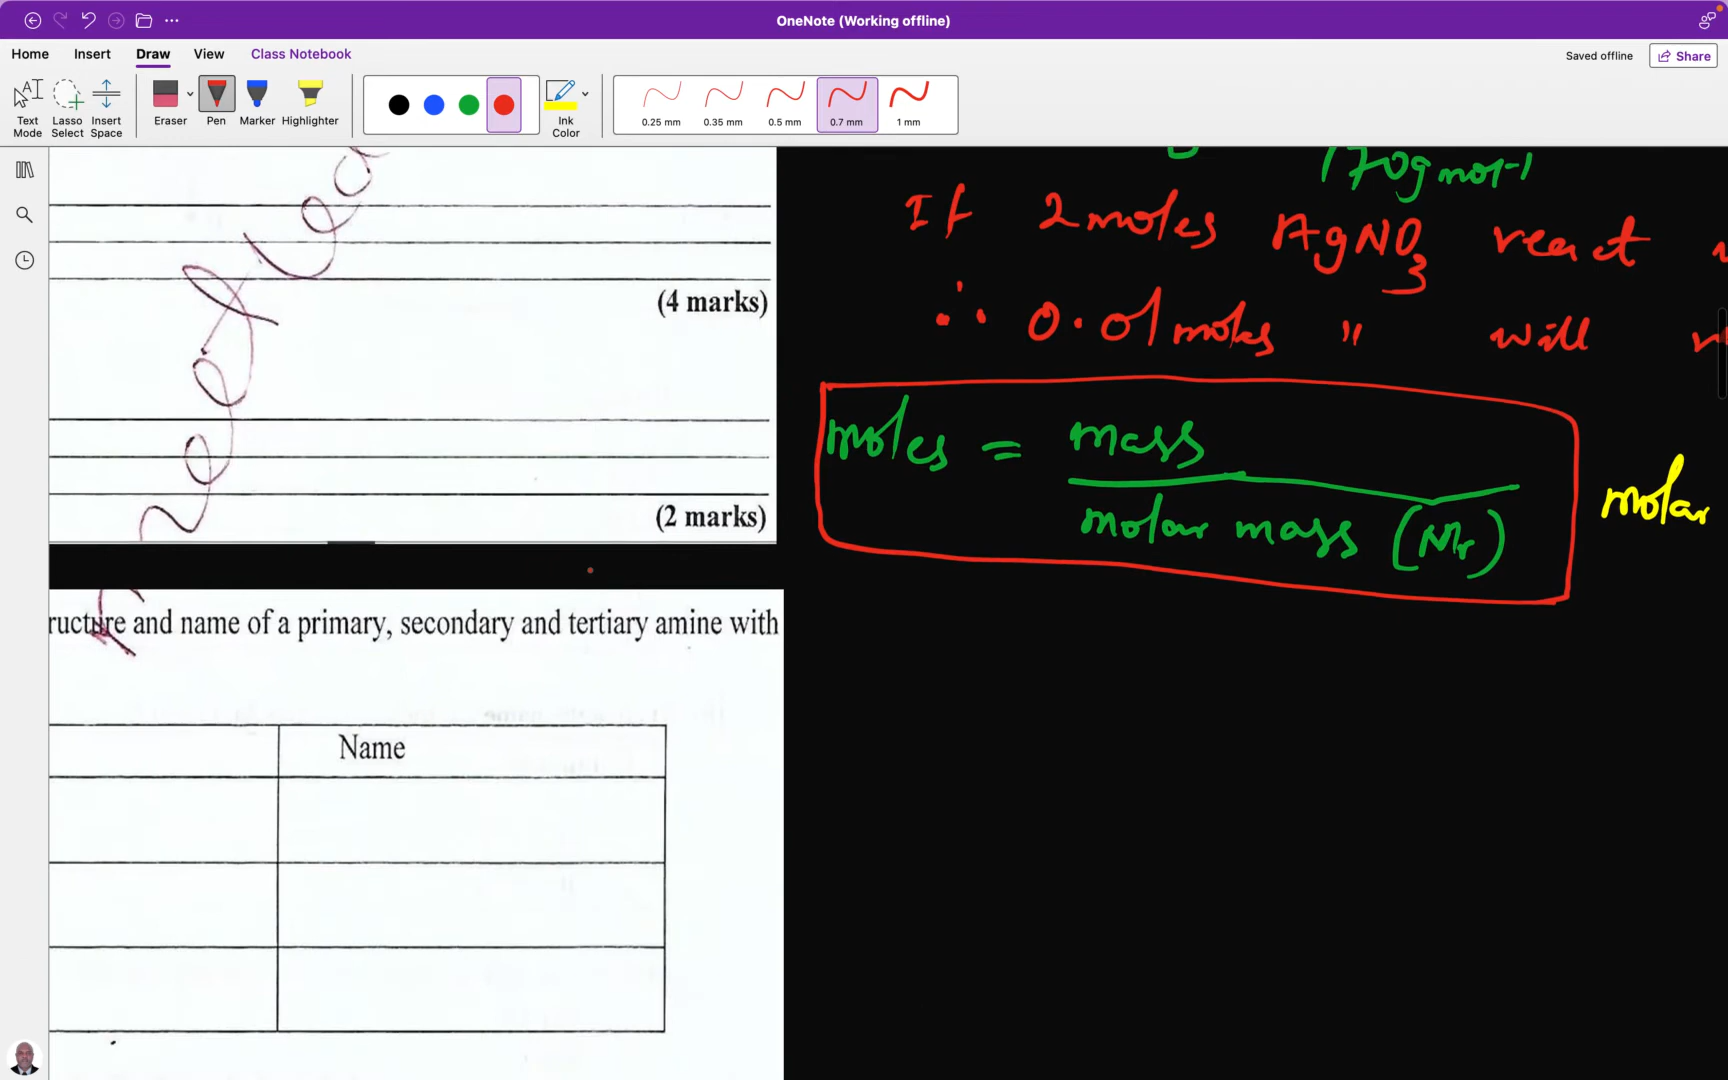 OneNote (Working offline)
Home Insert Draw View Class Notebook
Saved offline Share
Text Mode
Lasso Select
Insert Space
Eraser
Pen
Marker
Highlighter
Ink Color
0.25 mm
0.35 mm
0.5 mm
0.7 mm
1 mm
(4 marks)
(2 marks)
ructure and name of a primary, secondary and tertiary amine with
Name
170g mol-1
If 2 moles AgNO3 react
∴ 0.01 moles " will
moles = mass
molar mass (Mr)
molar